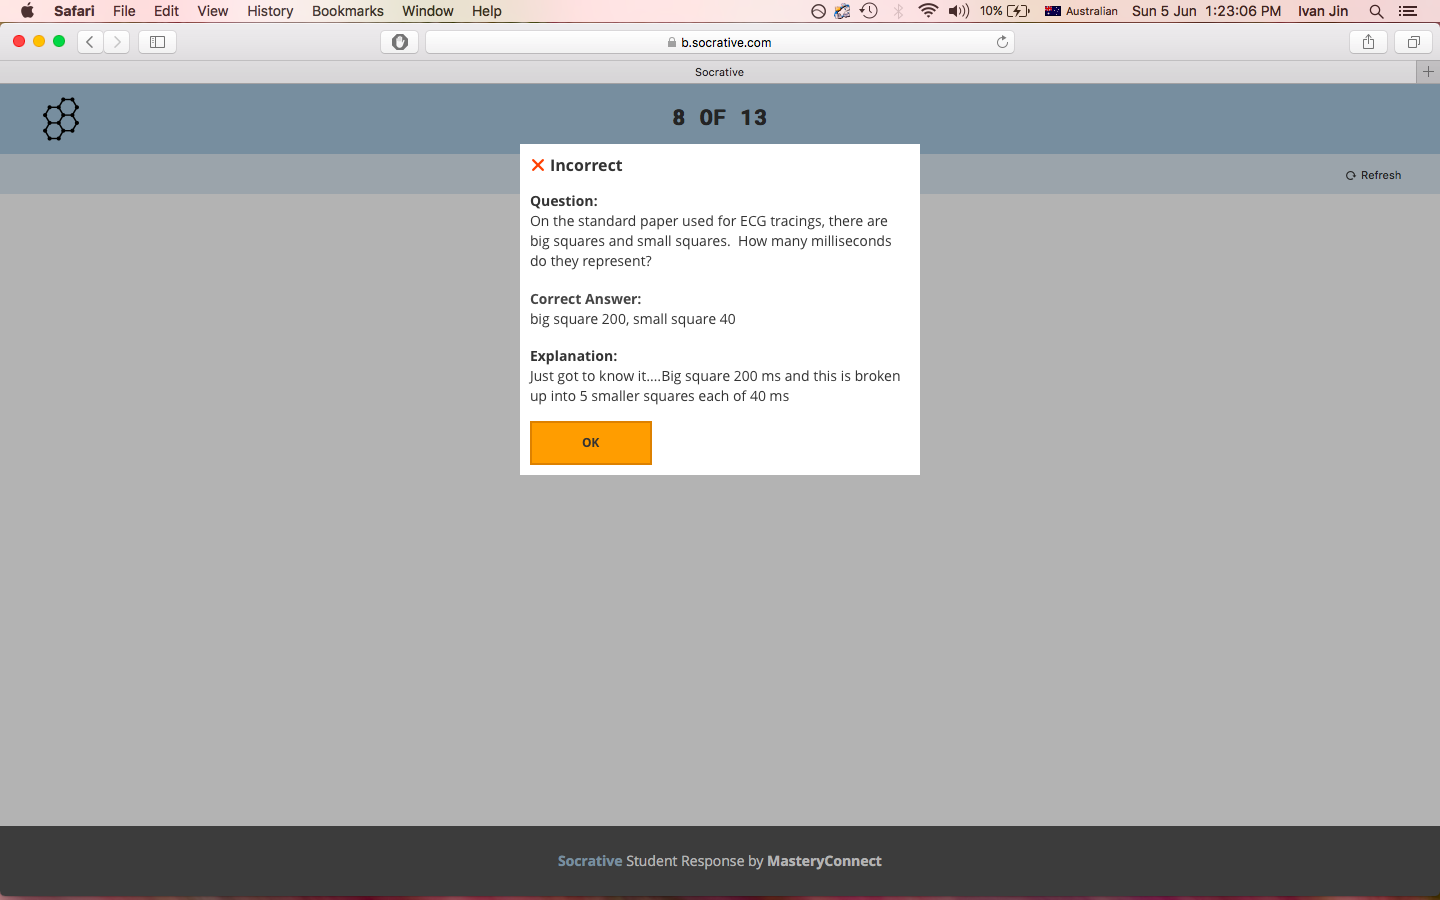 Safari File Edit View History Bookmarks Window Help 10% Australian Sun 5 Jun 1:23:06 PM Ivan Jin
b.socrative.com
Socrative
8 OF 13
Refresh
Incorrect
Question:
On the standard paper used for ECG tracings, there are
big squares and small squares.  How many milliseconds
do they represent?
Correct Answer:
big square 200, small square 40
Explanation:
Just got to know it....Big square 200 ms and this is broken
up into 5 smaller squares each of 40 ms
OK
Socrative Student Response by MasteryConnect